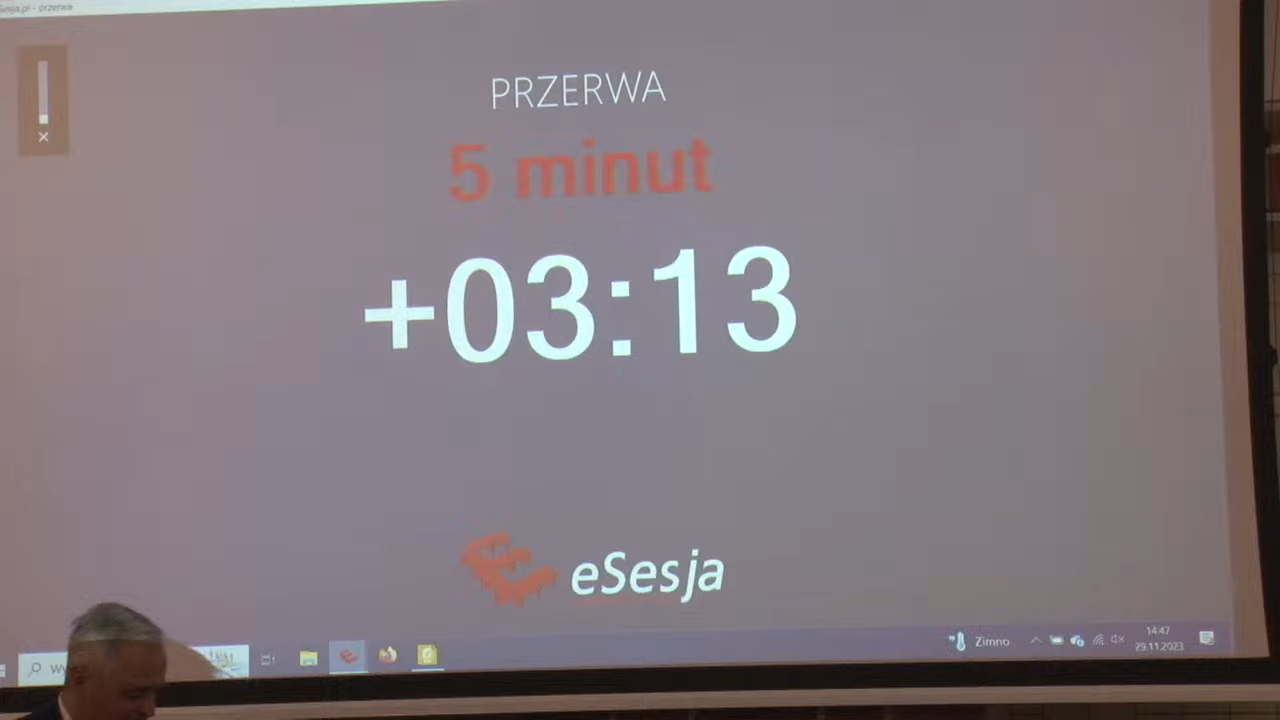 PRZERWA
5 minut
+03:13
eSesja
Zimno
14:47
29.11.2023